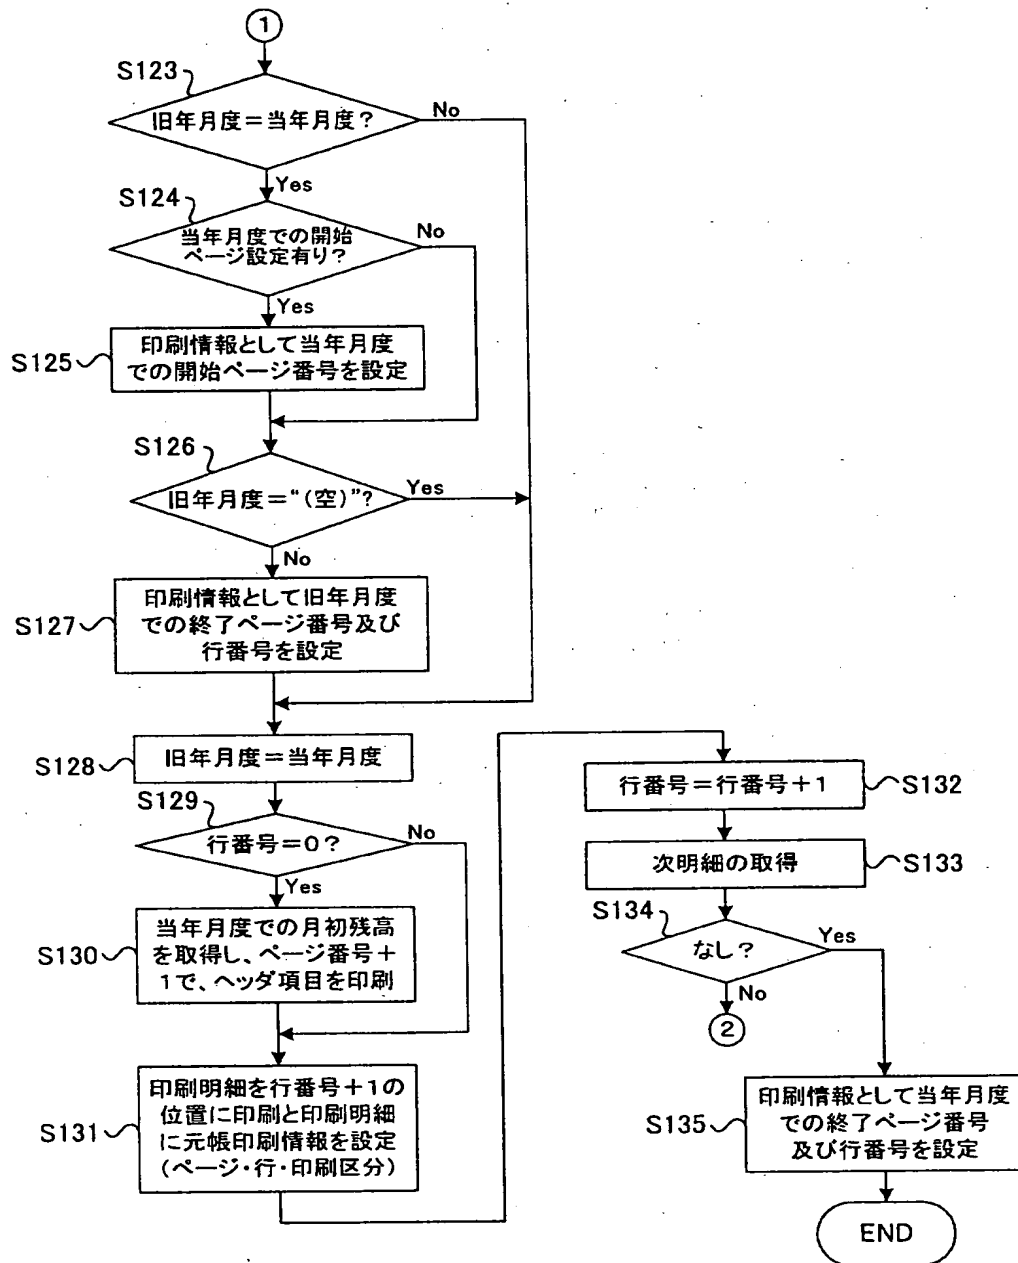 1
S123
旧年月度=当年月度?
No
Yes
S124
当年月度での開始
ページ設定有り?
No
Yes
S125
印刷情報として当年月度
での開始ページ番号を設定
S126
旧年月度=“(空)”?
Yes
No
S127
印刷情報として旧年月度
での終了ページ番号及び
行番号を設定
S128
旧年月度=当年月度
S129
行番号=0?
No
Yes
S130
当年月度での月初残高
を取得し、ページ番号+
1で、ヘッダ項目を印刷
S131
印刷明細を行番号+1の
位置に印刷と印刷明細
に元帳印刷情報を設定
(ページ・行・印刷区分)
行番号=行番号+1
S132
次明細の取得
S133
S134
なし?
Yes
No
2
S135
印刷情報として当年月度
での終了ページ番号
及び行番号を設定
END